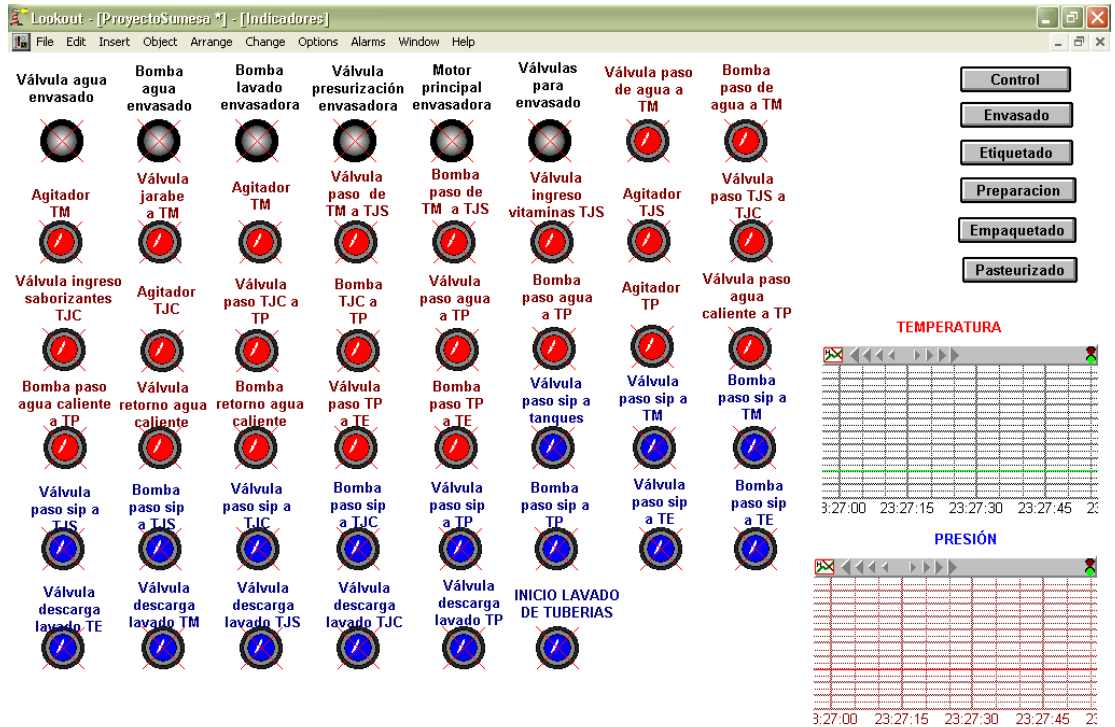 Lookout - [ProyectoSumesa *] - [Indicadores]
File Edit Insert Object Arrange Change Options Alarms Window Help
Válvula agua
envasado
Bomba
agua
envasado
Bomba
lavado
envasadora
Válvula
presurización
envasadora
Motor
principal
envasadora
Válvulas
para
envasado
Válvula paso
de agua a
TM
Bomba
paso de
agua a TM
Agitador
TM
Válvula
jarabe
a TM
Agitador
TM
Válvula
paso de
TM a TJS
Bomba
paso de
TM a TJS
Válvula
ingreso
vitaminas TJS
Agitador
TJS
Válvula
paso TJS a
TJC
Válvula ingreso
saborizantes
TJC
Agitador
TJC
Válvula
paso TJC a
TP
Bomba
TJC a
TP
Válvula
paso agua
a TP
Bomba
paso agua
a TP
Agitador
TP
Válvula paso
agua
caliente a TP
Bomba paso
agua caliente
a TP
Válvula
retorno agua
caliente
Bomba
retorno agua
caliente
Válvula
paso TP
a TE
Bomba
paso TP
a TE
Válvula
paso sip a
tanques
Válvula
paso sip a
TM
Bomba
paso sip a
TM
Válvula
paso sip a
TJS
Bomba
paso sip
a TJS
Válvula
paso sip a
TJC
Bomba
paso sip
a TJC
Válvula
paso sip
a TP
Bomba
paso sip a
TP
Válvula
paso sip
a TE
Bomba
paso sip
a TE
Válvula
descarga
lavado TE
Válvula
descarga
lavado TM
Válvula
descarga
lavado TJS
Válvula
descarga
lavado TJC
Válvula
descarga
lavado TP
INICIO LAVADO
DE TUBERIAS
Control
Envasado
Etiquetado
Preparacion
Empaquetado
Pasteurizado
TEMPERATURA
3:27:00 23:27:15 23:27:30 23:27:45 23
PRESIÓN
3:27:00 23:27:15 23:27:30 23:27:45 23